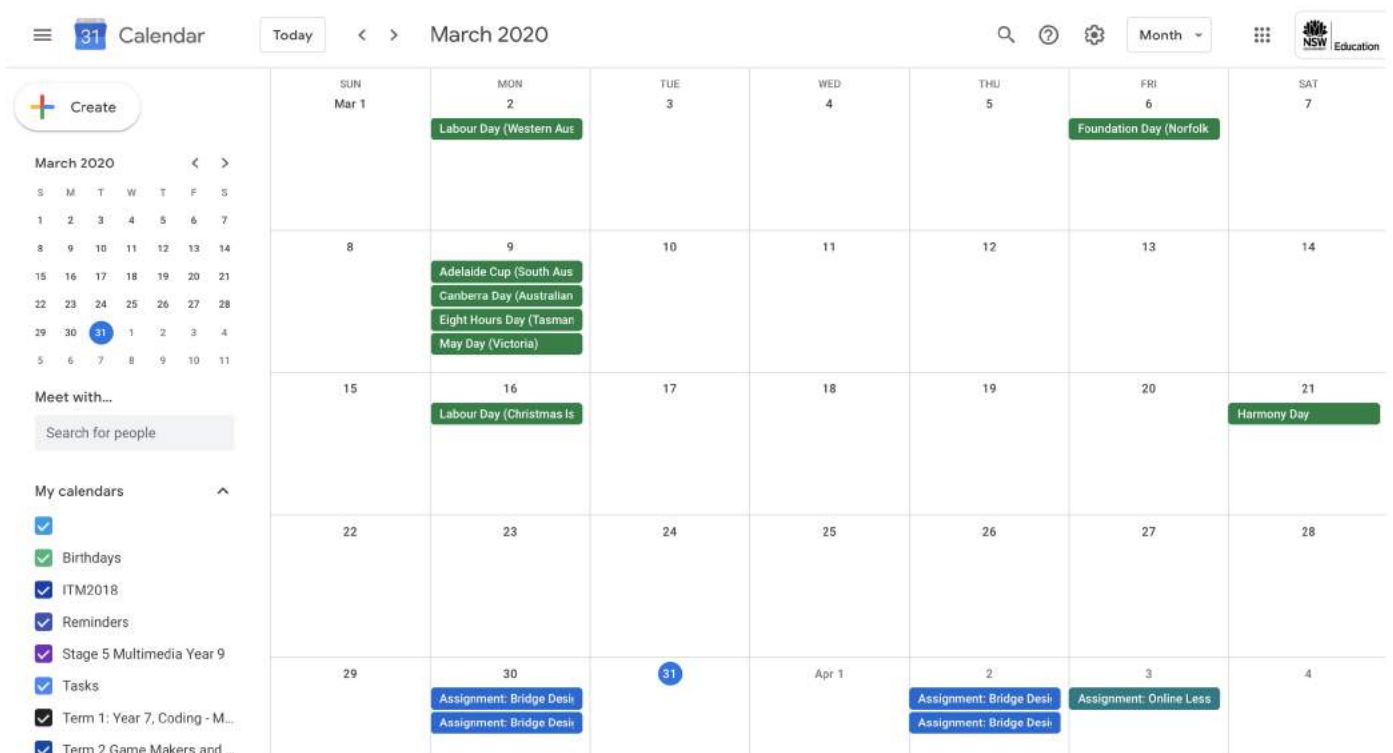 31 Calendar Today < > March 2020 Month NSW GOVERNMENT Education
Create
March 2020 < >
S M T W T F S
1 2 3 4 5 6 7
8 9 10 11 12 13 14
15 16 17 18 19 20 21
22 23 24 25 26 27 28
29 30 31 1 2 3 4
5 6 7 8 9 10 11
Meet with...
Search for people
My calendars
Birthdays
ITM2018
Reminders
Stage 5 Multimedia Year 9
Tasks
Term 1: Year 7, Coding - M...
Term 2 Game Makers and ...
SUN MON TUE WED THU FRI SAT
Mar 1 2 3 4 5 6 7
Labour Day (Western Aus Foundation Day (Norfolk
8 9 10 11 12 13 14
Adelaide Cup (South Aus
Canberra Day (Australian
Eight Hours Day (Tasman
May Day (Victoria)
15 16 17 18 19 20 21
Labour Day (Christmas Is Harmony Day
22 23 24 25 26 27 28
29 30 31 Apr 1 2 3 4
Assignment: Bridge Desi Assignment: Bridge Desi Assignment: Online Less
Assignment: Bridge Desi Assignment: Bridge Desi